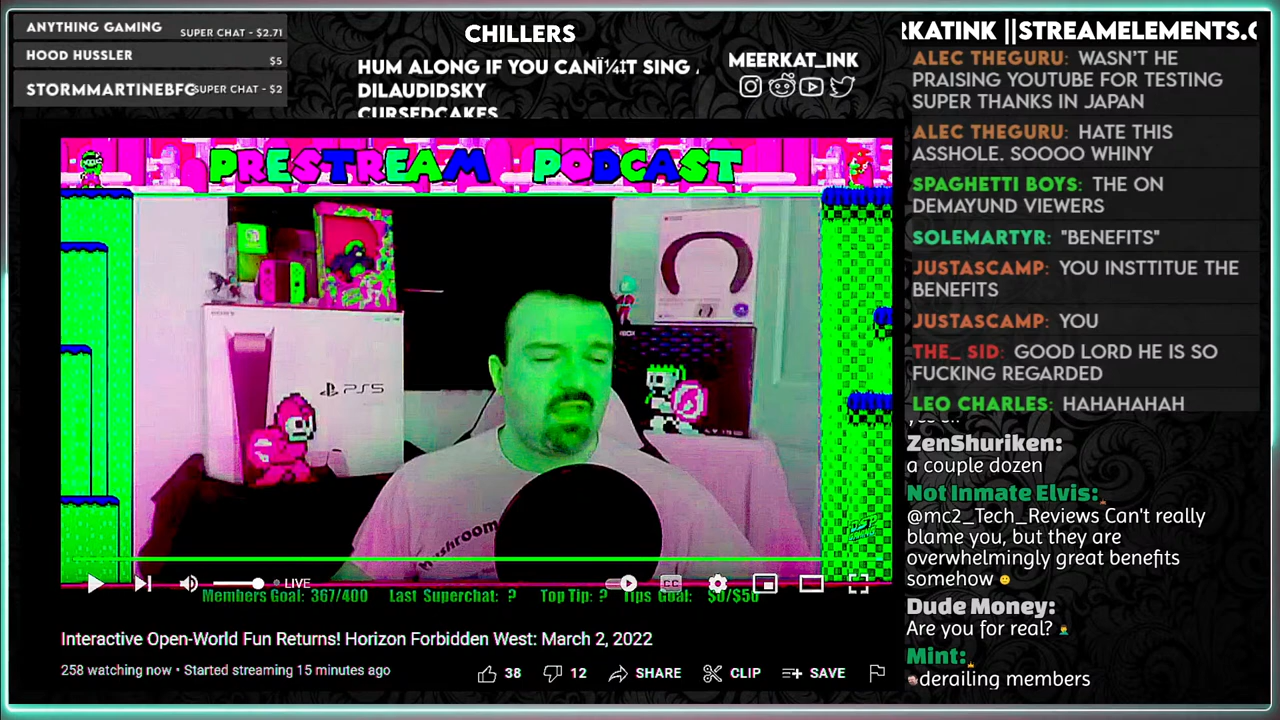 ANYTHING GAMING
SUPER CHAT - $2.71
HOOD HUSSLER
$5
STORMMARTINEBFG
SUPER CHAT - $2
CHILLERS
HUM ALONG IF YOU CANÏ¼‡T SING
DILAUDIDSKY
CURSEDCAKES
MEERKAT_INK
RKATINK ||STREAMELEMENTS.C
ALEC THEGURU: WASN'T HE
PRAISING YOUTUBE FOR TESTING
SUPER THANKS IN JAPAN
ALEC THEGURU: HATE THIS
ASSHOLE. SOOOO WHINY
SPAGHETTI BOYS: THE ON
DEMAYUND VIEWERS
SOLEMARTYR: "BENEFITS"
JUSTASCAMP: YOU INSTTITUE THE
BENEFITS
JUSTASCAMP: YOU
THE_ SID: GOOD LORD HE IS SO
FUCKING REGARDED
LEO CHARLES: HAHAHAHAH
ZenShuriken:
a couple dozen
Not Inmate Elvis:
@mc2_Tech_Reviews Can't really
blame you, but they are
overwhelmingly great benefits
somehow
Dude Money:
Are you for real?
Mint:
derailing members
PRESTREAM PODCAST
SONY
PS5
mushroom
LIVE
CC
Members Goal: 367/400 Last Superchat: ? Top Tip: ? Tips Goal: $0/$50
Interactive Open-World Fun Returns! Horizon Forbidden West: March 2, 2022
258 watching now • Started streaming 15 minutes ago
38 12 SHARE CLIP SAVE